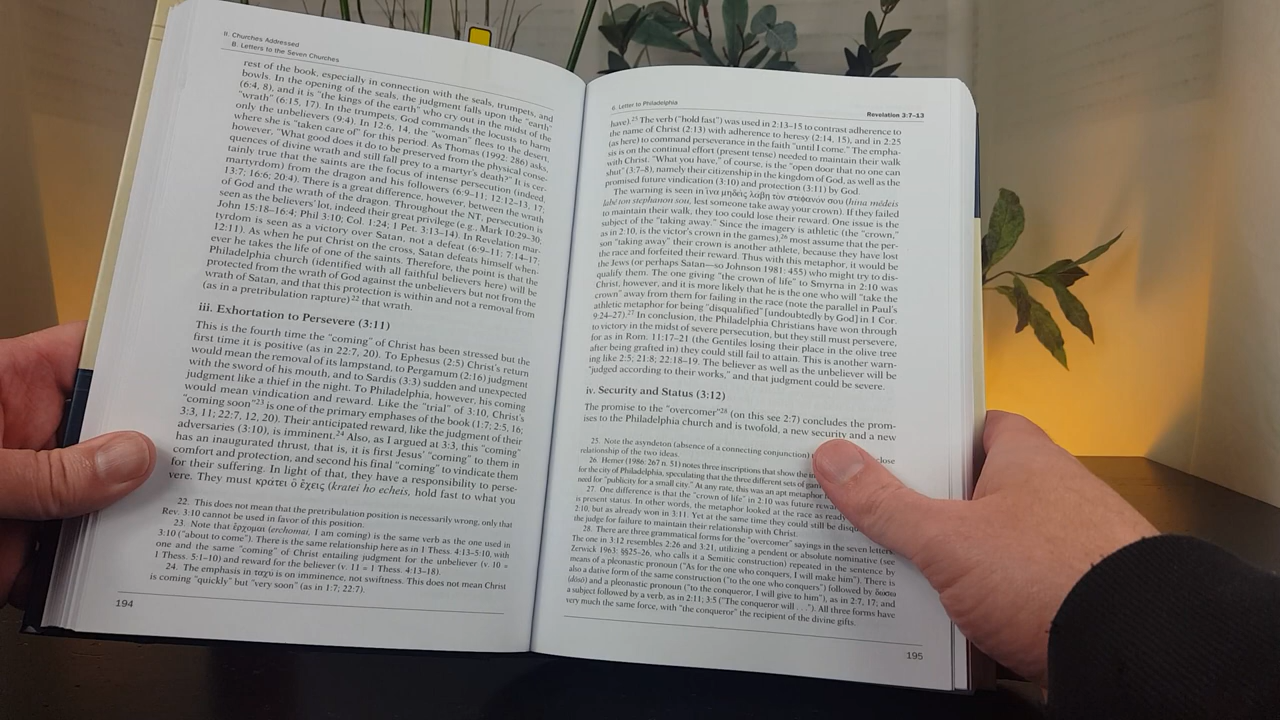 II. Churches Addressed
B. Letters to the Seven Churches
rest of the book, especially in connection with the seals, trumpets, and
bowls. In the opening of the seals, the judgment falls upon the "earth"
(6:4, 8), and it is "the kings of the earth" who cry out in the midst of the
"wrath" (6:15, 17). In the trumpets, God commands the locusts to harm
only the unbelievers (9:4). In 12:6, 14, the "woman" flees to the desert,
where she is "taken care of" for this period. As Thomas (1992: 286) asks,
however, "What good does it do to be preserved from the physical conse-
quences of divine wrath and still fall prey to a martyr's death?" It is cer-
tainly true that the saints are the focus of intense persecution (indeed,
martyrdom) from the dragon and his followers (6:9–11; 12:12–13, 17;
13:7; 16:6; 20:4). There is a great difference, however, between the wrath
of God and the wrath of the dragon. Throughout the NT, persecution is
seen as the believers' lot, indeed their great privilege (e.g., Mark 10:29–30;
John 15:18–16:4; Phil 3:10; Col. 1:24; 1 Pet. 3:13–14). In Revelation mar-
tyrdom is seen as a victory over Satan, not a defeat (6:9–11; 7:14–17;
12:11). As when he put Christ on the cross, Satan defeats himself when-
ever he takes the life of one of the saints. Therefore, the point is that the
Philadelphia church (identified with all faithful believers here) will be
protected from the wrath of God against the unbelievers but not from the
wrath of Satan, and that this protection is within and not a removal from
(as in a pretribulation rapture)22 that wrath.
iii. Exhortation to Persevere (3:11)
This is the fourth time the "coming" of Christ has been stressed but the
first time it is positive (as in 22:7, 20). To Ephesus (2:5) Christ's return
would mean the removal of its lampstand, to Pergamum (2:16) judgment
with the sword of his mouth, and to Sardis (3:3) sudden and unexpected
judgment like a thief in the night. To Philadelphia, however, his coming
would mean vindication and reward. Like the "trial" of 3:10, Christ's
"coming soon"23 is one of the primary emphases of the book (1:7; 2:5, 16;
3:3, 11; 22:7, 12, 20). Their anticipated reward, like the judgment of their
adversaries (3:10), is imminent.24 Also, as I argued at 3:3, this "coming"
has an inaugurated thrust, that is, it is first Jesus' "coming" to them in
comfort and protection, and second his final "coming" to vindicate them
for their suffering. In light of that, they have a responsibility to perse-
vere. They must κράτει ὃ ἔχεις (kratei ho echeis, hold fast to what you
22. This does not mean that the pretribulation position is necessarily wrong, only that
Rev. 3:10 cannot be used in favor of this position.
23. Note that ἔρχομαι (erchomai, I am coming) is the same verb as the one used in
3:10 ("about to come"). There is the same relationship here as in 1 Thess. 4:13–5:10, with
one and the same "coming" of Christ entailing judgment for the unbeliever (v. 10 =
1 Thess. 5:1–10) and reward for the believer (v. 11 = 1 Thess. 4:13–18).
24. The emphasis in ταχύ is on imminence, not swiftness. This does not mean Christ
is coming "quickly" but "very soon" (as in 1:7; 22:7).
194
6. Letter to Philadelphia
Revelation 3:7–13
have).25 The verb ("hold fast") was used in 2:13–15 to contrast adherence to
the name of Christ (2:13) with adherence to heresy (2:14, 15), and in 2:25
(as here) to command perseverance in the faith "until I come." The empha-
sis is on the continual effort (present tense) needed to maintain their walk
with Christ. "What you have," of course, is the "open door that no one can
shut" (3:7–8), namely their citizenship in the kingdom of God, as well as the
promised future vindication (3:10) and protection (3:11) by God.
The warning is seen in ἵνα μηδεὶς λάβῃ τὸν στέφανόν σου (hina mēdeis
labē ton stephanon sou, lest someone take away your crown). If they failed
to maintain their walk, they too could lose their reward. One issue is the
subject of the "taking away." Since the imagery is athletic (the "crown,"
as in 2:10, is the victor's crown in the games),26 most assume that the per-
son "taking away" their crown is another athlete, because they have lost
the race and forfeited their reward. Thus with this metaphor, it would be
the Jews (or perhaps Satan—so Johnson 1981: 455) who might try to dis-
qualify them. The one giving "the crown of life" to Smyrna in 2:10 was
Christ, however, and it is more likely that he is the one who will "take the
crown" away from them for failing in the race (note the parallel in Paul's
athletic metaphor for being "disqualified" [undoubtedly by God] in 1 Cor.
9:24–27).27 In conclusion, the Philadelphia Christians have won through
to victory in the midst of severe persecution, but they still must persevere,
for as in Rom. 11:17–21 (the Gentiles losing their place in the olive tree
after being grafted in) they could still fail to attain. This is another warn-
ing like 2:5; 21:8; 22:18–19. The believer as well as the unbeliever will be
"judged according to their works," and that judgment could be severe.
iv. Security and Status (3:12)
The promise to the "overcomer"28 (on this see 2:7) concludes the prom-
ises to the Philadelphia church and is twofold, a new security and a new
25. Note the asyndeton (absence of a connecting conjunction) close
relationship of the two ideas.
26. Hemer (1986: 267 n. 51) notes three inscriptions that show the
for the city of Philadelphia, speculating that the three different sets of
need for "publicity for a small city." At any rate, this was an apt metaphor
27. One difference is that the "crown of life" in 2:10 was future
is present status. In other words, the metaphor looked at the race as
2:10, but as already won in 3:11. Yet at the same time they could still be
the judge for failure to maintain their relationship with Christ.
28. There are three grammatical forms for the "overcomer" sayings in the seven letters.
The one in 3:12 resembles 2:26 and 3:21, utilizing a pendent or absolute nominative (see
Zerwick 1963: §§25–26, who calls it a Semitic construction) repeated in the sentence by
means of a pleonastic pronoun ("As for the one who conquers, I will make him"). There is
also a dative form of the same construction ("to the one who conquers") followed by δώσω
(dōsō) and a pleonastic pronoun ("to the conqueror, I will give to him"), as in 2:7, 17, and
a subject followed by a verb, as in 2:11; 3:5 ("The conqueror will . . ."). All three forms have
very much the same force, with "the conqueror" the recipient of the divine gifts.
195